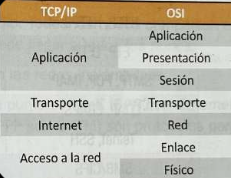 TCP/IP OSI
Aplicación Aplicación
Presentación
Sesión
Transporte Transporte
Internet Red
Acceso a la red Enlace
Físico